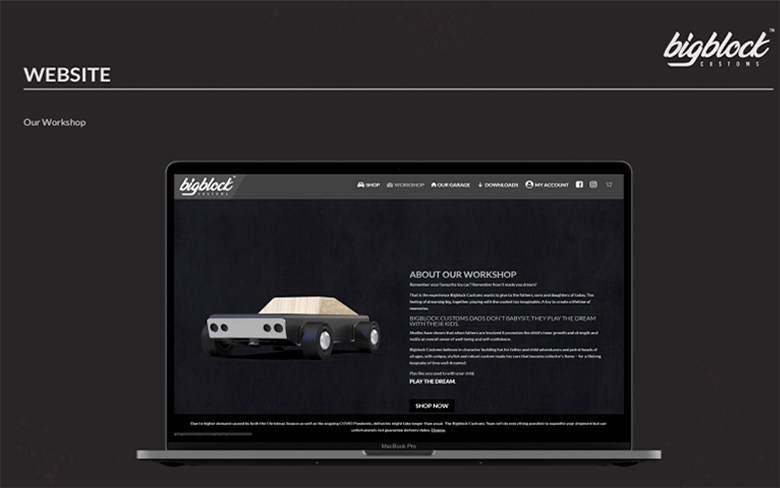 bigblock™
CUSTOMS
WEBSITE
Our Workshop
bigblock™
CUSTOMS
SHOP
WORKSHOP
OUR GARAGE
DOWNLOADS
MY ACCOUNT
ABOUT OUR WORKSHOP
Remember your favourite toy car? Remember how it made you dream?
That is the experience Bigblock Customs wants to give to the fathers, sons and daughters of today. The
feeling of dreaming big, together, playing with the coolest toy imaginable. A toy to create a lifetime of
memories.
BIGBLOCK CUSTOMS DADS DON'T BABYSIT, THEY PLAY THE DREAM
WITH THEIR KIDS.
Studies have shown that when fathers are involved it promotes the child's inner growth and strength and
instils an overall sense of well-being and self-confidence.
Bigblock Customs believes in character-building fun for father and child adventurers and petrol heads of
all ages, with unique, stylish and robust custom made toy cars that become collector's items – for a lifelong
keepsake of time well dreamed.
Play like you used to with your child.
PLAY THE DREAM.
SHOP NOW
Due to higher demand caused by both the Christmas Season as well as the ongoing COVID Pandemic, deliveries might take longer than usual. The Bigblock Customs Team will do everything possible to expedite your shipment but can
unfortunately not guarantee delivery dates. Dismiss
MacBook Pro